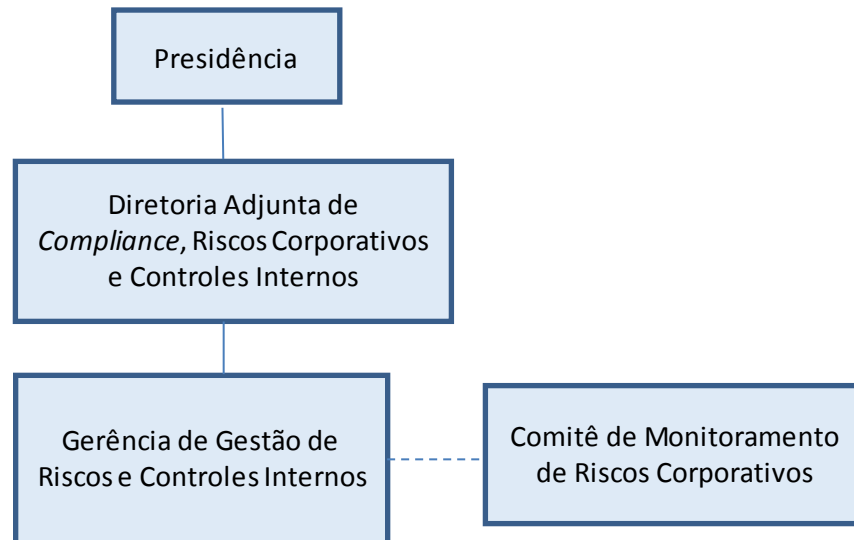 Presidência
Diretoria Adjunta de
Compliance, Riscos Corporativos
e Controles Internos
Gerência de Gestão de
Riscos e Controles Internos
Comitê de Monitoramento
de Riscos Corporativos